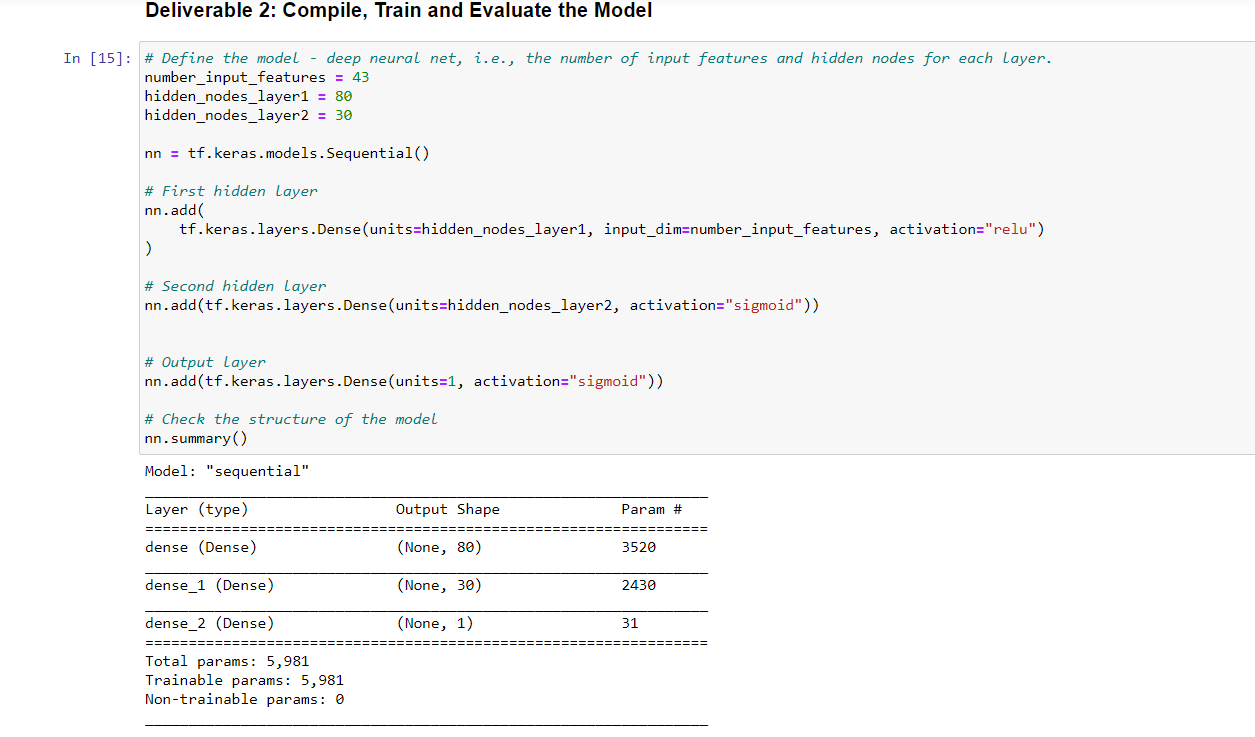 Deliverable 2: Compile, Train and Evaluate the Model
In [15]: # Define the model - deep neural net, i.e., the number of input features and hidden nodes for each layer.
number_input_features = 43
hidden_nodes_layer1 = 80
hidden_nodes_layer2 = 30
nn = tf.keras.models.Sequential()
# First hidden layer
nn.add(
    tf.keras.layers.Dense(units=hidden_nodes_layer1, input_dim=number_input_features, activation="relu")
)
# Second hidden layer
nn.add(tf.keras.layers.Dense(units=hidden_nodes_layer2, activation="sigmoid"))
# Output layer
nn.add(tf.keras.layers.Dense(units=1, activation="sigmoid"))
# Check the structure of the model
nn.summary()
Model: "sequential"
_________________________________________________________________
Layer (type)                 Output Shape              Param #
=================================================================
dense (Dense)                (None, 80)                3520
_________________________________________________________________
dense_1 (Dense)              (None, 30)                2430
_________________________________________________________________
dense_2 (Dense)              (None, 1)                 31
=================================================================
Total params: 5,981
Trainable params: 5,981
Non-trainable params: 0
_________________________________________________________________